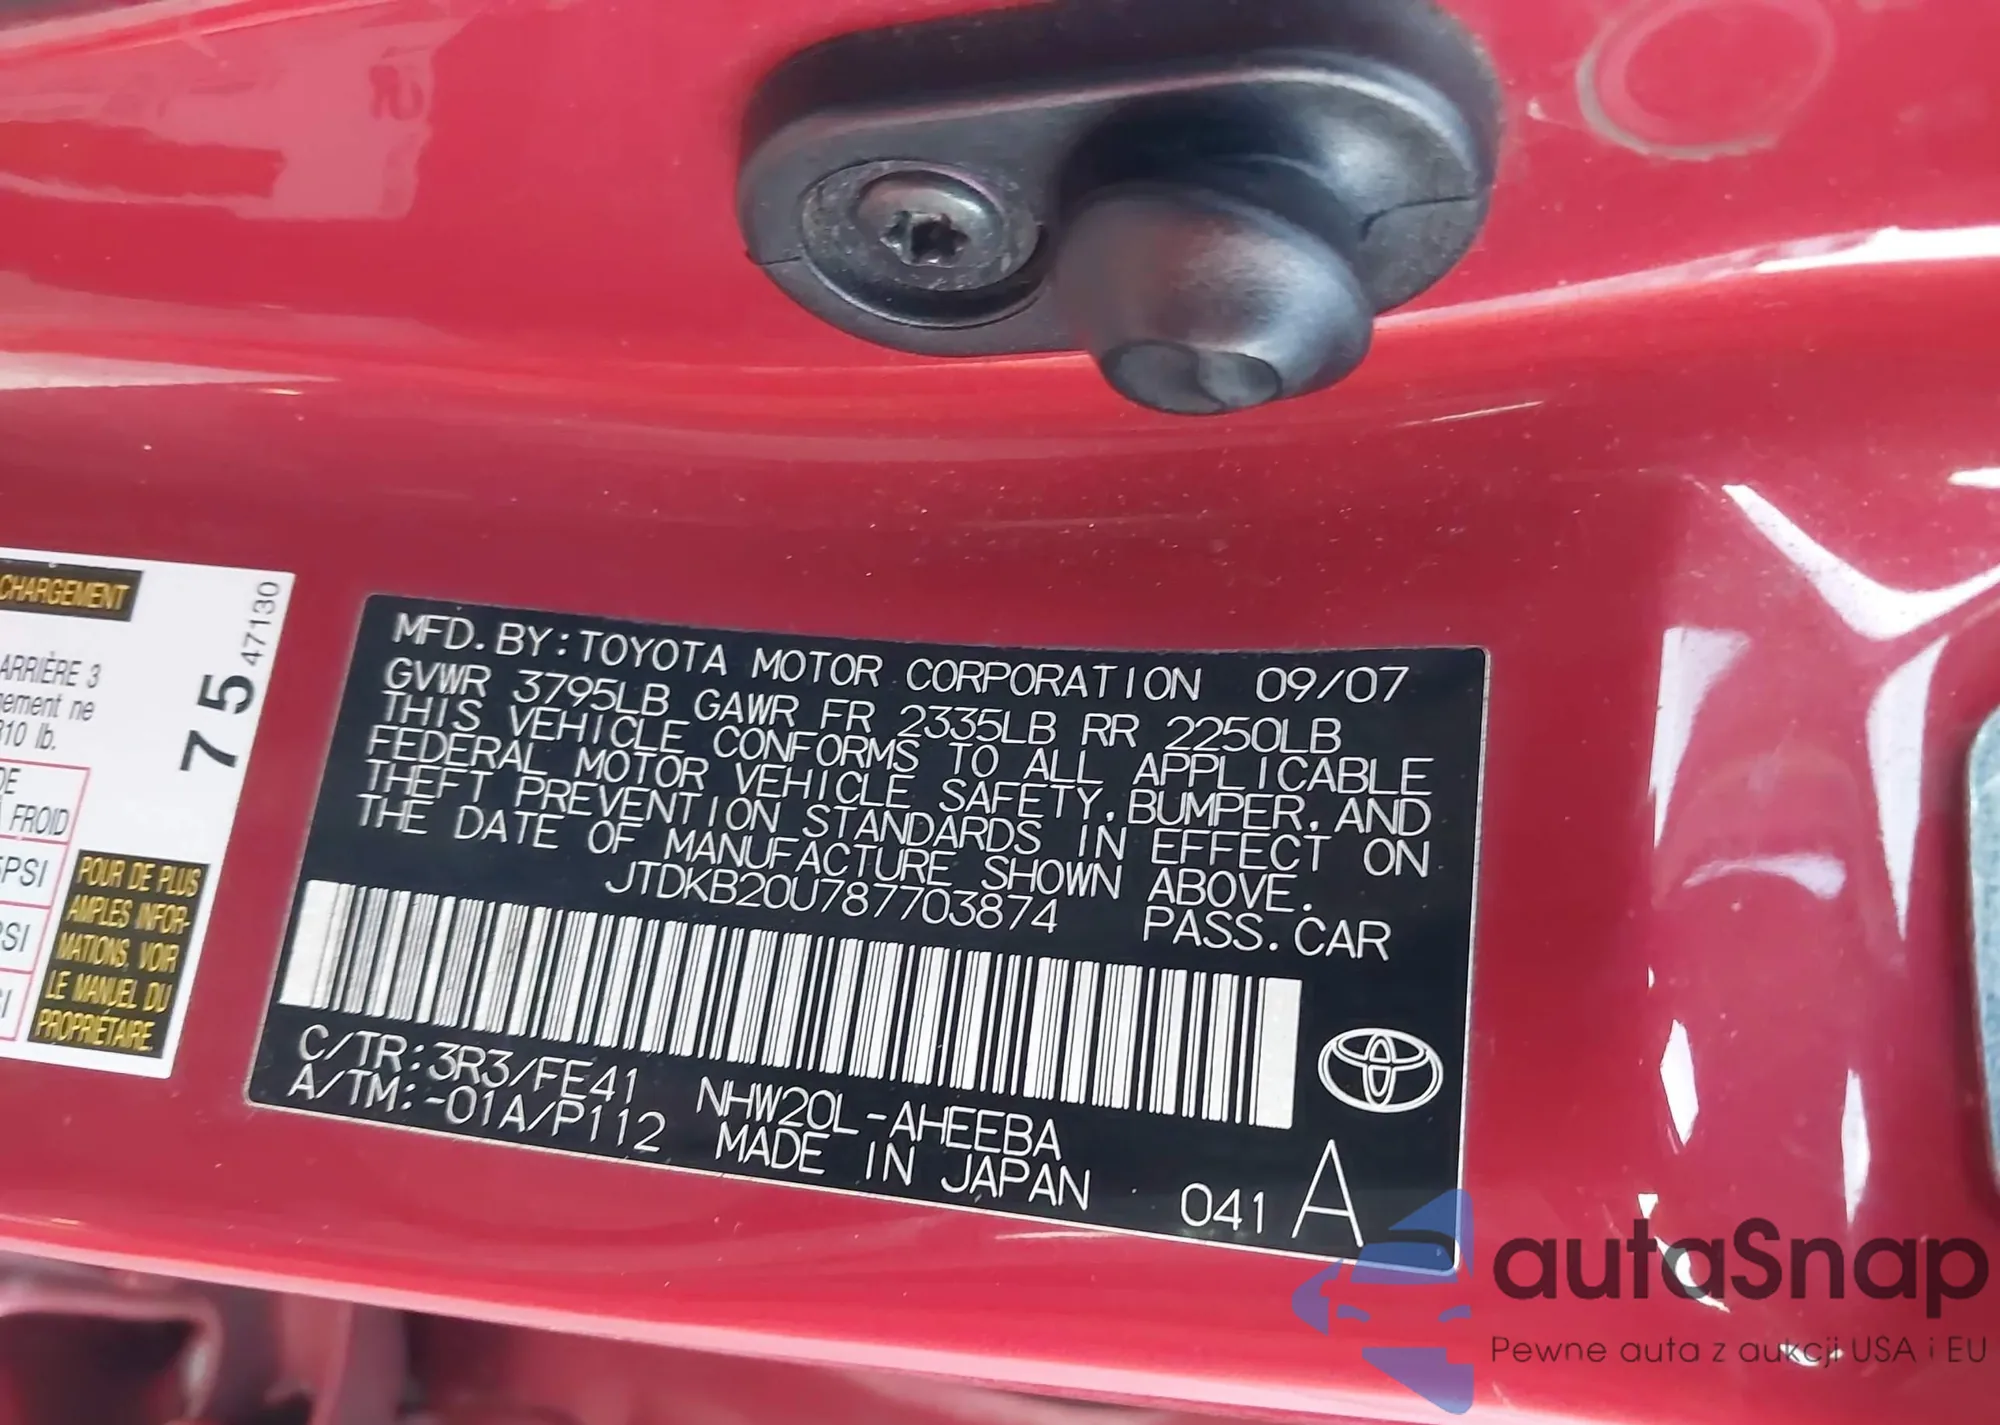 CHARGEMENT
ARRIÈRE 3
ement ne
310 lb.
DE
FROID
PSI
SI
SI
75
47130
POUR DE PLUS
AMPLES INFOR-
MATIONS, VOIR
LE MANUEL DU
PROPRIÉTAIRE.
MFD. BY: TOYOTA MOTOR CORPORATION 09/07
GVWR 3795LB GAWR FR 2335LB RR 2250LB
THIS VEHICLE CONFORMS TO ALL APPLICABLE
FEDERAL MOTOR VEHICLE SAFETY, BUMPER, AND
THEFT PREVENTION STANDARDS IN EFFECT ON
THE DATE OF MANUFACTURE SHOWN ABOVE.
JTDKB20U787703874 PASS. CAR
C/TR: 3R3/FE41 NHW20L-AHEEBA
A/TM: -01A/P112 MADE IN JAPAN 041 A
autaSnap
Pewne auta z aukcji USA i EU